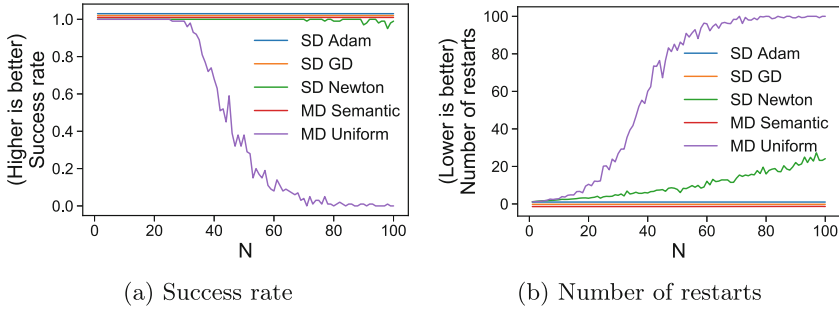 (Higher is better)
Success rate
1.0
0.8
0.6
0.4
0.2
0.0
SD Adam
SD GD
SD Newton
MD Semantic
MD Uniform
0 20 40 60 80 100
N
(a) Success rate
(Lower is better)
Number of restarts
100
80
60
40
20
0
SD Adam
SD GD
SD Newton
MD Semantic
MD Uniform
0 20 40 60 80 100
N
(b) Number of restarts